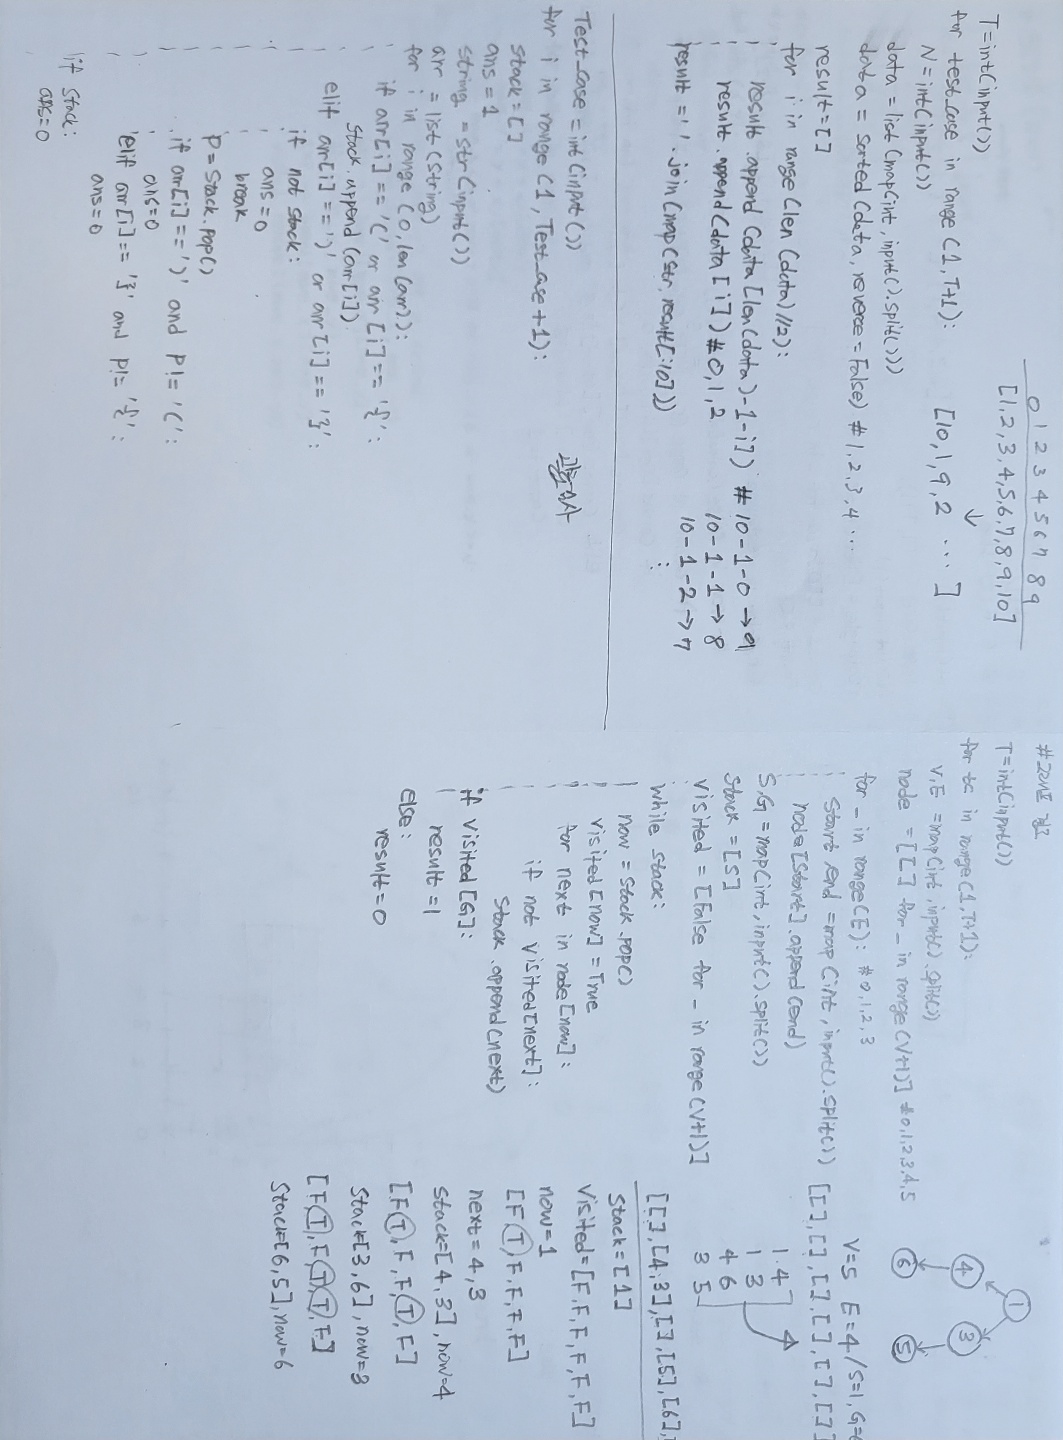 0 1 2 3 4 5 6 7 8 9
[1,2,3,4,5,6,7,8,9,10]
↓
[10,1,9,2 ··· ]
T=int(input())
for test_case in range (1,T+1):
N=int(input())
data = list (map(int, input().split()))
data = sorted (data, reverse=False) # 1,2,3,4 ···
result=[]
for i in range (len (data)//2):
result.append (data[len(data)-1-i]) # 10-1-0 → 9
result.append (data[i]) #0,1,2 10-1-1 → 8
10-1-2 → 7
result = ' '.join (map (str, result[:10]))
Test_case = int (input ())
괄호검사
for i in range (1, Test_case +1):
stack=[]
ans = 1
string = str (input())
arr = list (string)
for i in range (0, len (arr)):
if arr[i] == '(' or arr [i] == '{':
stack.append (arr[i])
elif arr[i] == ')' or arr [i] == '}':
if not stack:
ans=0
break
P = stack.pop()
if arr[i] == ')' and P != '(':
ans=0
elif arr[i] == '}' and P != '{':
ans=0
if stack:
ans=0
#그래프 경로
T=int(input())
for tc in range (1,T+1):
V,E =map(int, input().split())
node =[[] for _ in range (V+1)] #0,1,2,3,4,5
for _ in range(E): #0,1,2,3
start, end =map (int, input().split())
node[start].append (end)
S,G =map(int, input().split())
stack =[S]
visited = [False for _ in range (V+1)]
while stack:
now = stack.pop()
visited [now] = True
for next in node[now]:
if not visited[next]:
stack.append(next)
if visited [G]:
result =1
else:
result=0
1
4 3
6 5
V=5 E=4 / S=1, G=6
[[],[],[],[],[],[]]
1 4
1 3
4 6
3 5
[[],[4,3],[],[5],[6],
stack=[1]
visited=[F,F,F,F,F,F]
now=1
[F T,F,F,F,F]
next=4,3
stack=[4,3], now=4
[F T,F,F,T,F]
stack=[3,6], now=3
[F,T,F,T,T,F]
stack=[6,5], now=6